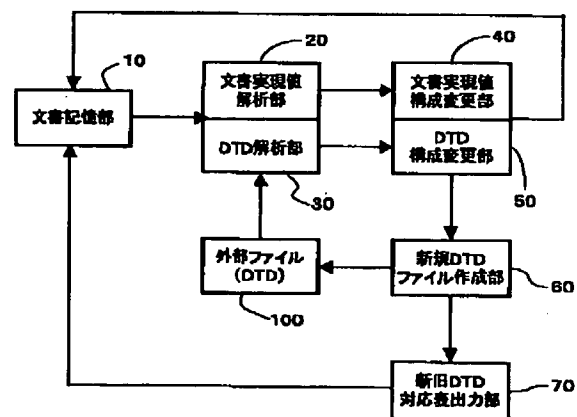 10
文書記憶部
20
文書実現値
解析部
DTD解析部
30
40
文書実現値
構成変更部
DTD
構成変更部
50
外部ファイル
(DTD)
100
新規DTD
ファイル作成部
60
新旧DTD
対応表出力部
70